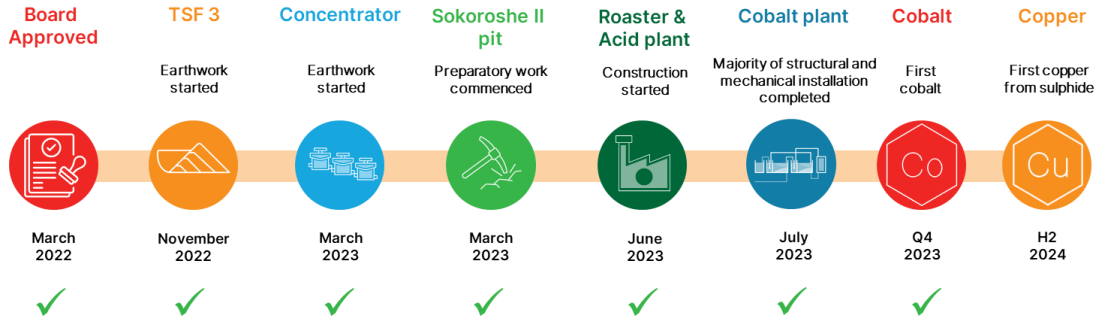 Board
Approved
March
2022
TSF 3
Earthwork
started
November
2022
Concentrator
Earthwork
started
March
2023
Sokoroshe II
pit
Preparatory work
commenced
March
2023
Roaster &
Acid plant
Construction
started
June
2023
Cobalt plant
Majority of structural and
mechanical installation
completed
July
2023
Cobalt
First
cobalt
Co
Q4
2023
Copper
First copper
from sulphide
Cu
H2
2024